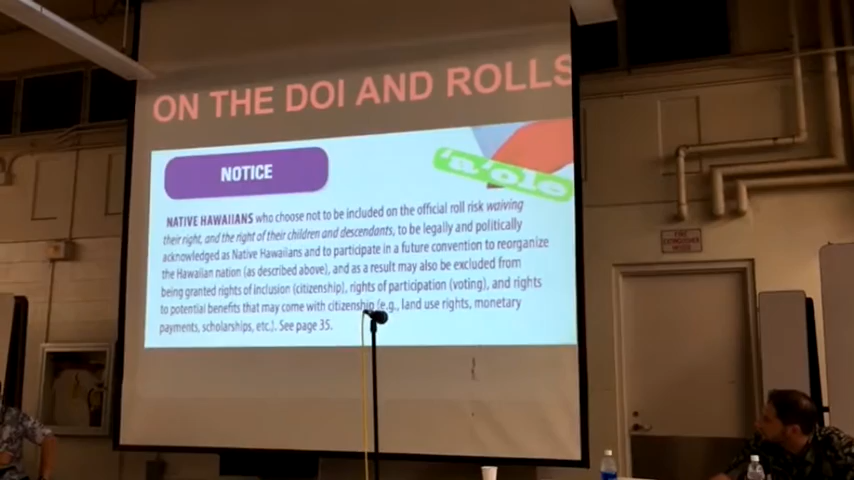 ON THE DOI AND ROLLS
NOTICE
'n 'ole
NATIVE HAWAIIANS who choose not to be included on the official roll risk waiving
their right, and the right of their children and descendants, to be legally and politically
acknowledged as Native Hawaiians and to participate in a future convention to reorganize
the Hawaiian nation (as described above), and as a result may also be excluded from
being granted rights of inclusion (citizenship), rights of participation (voting), and rights
to potential benefits that may come with citizenship (e.g., land use rights, monetary
payments, scholarships, etc.). See page 35.
FIRE
EXTINGUISHER